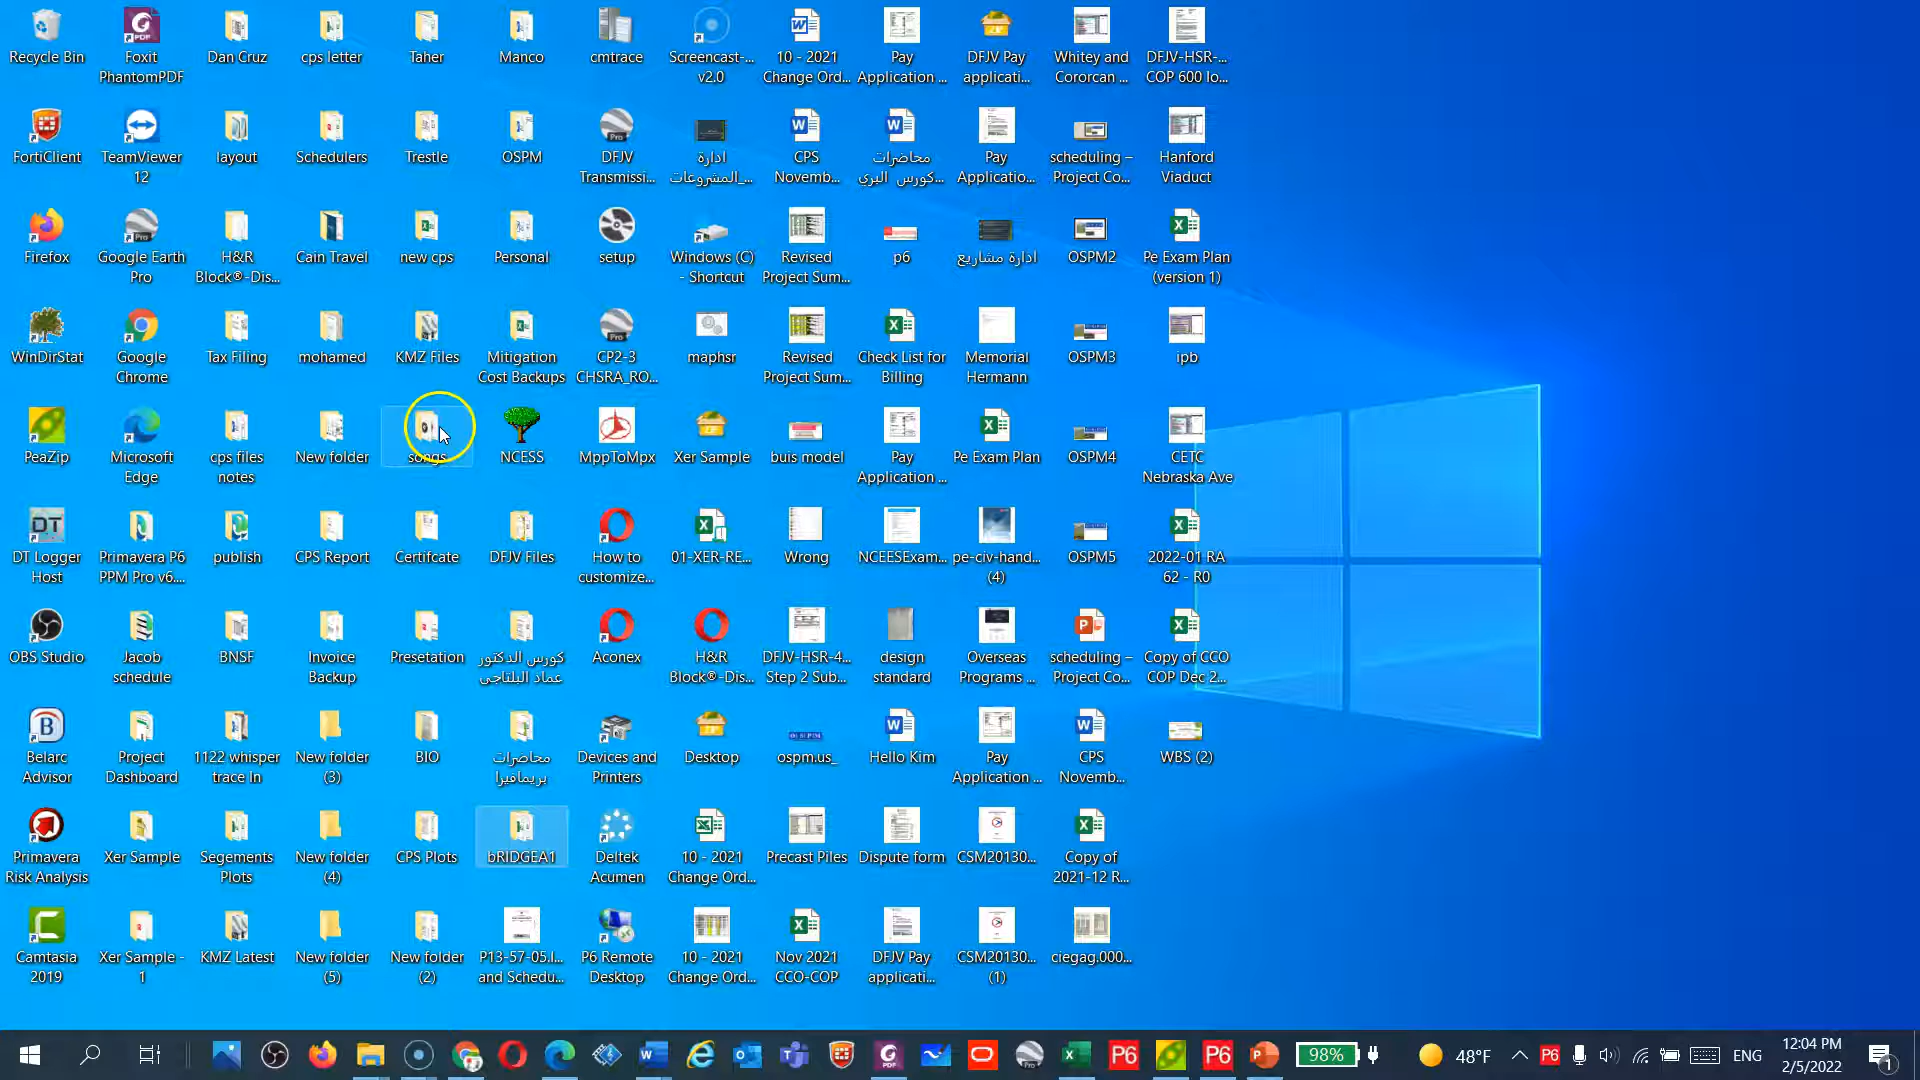 Recycle Bin
Foxit
PhantomPDF
Dan Cruz
cps letter
Taher
Manco
cmtrace
Screencast-...
v2.0
10 - 2021
Change Ord...
Pay
Application ...
DFJV Pay
applicati...
Whitey and
Cororcan ...
DFJV-HSR-...
COP 600 lo...
FortiClient
TeamViewer
12
layout
Schedulers
Trestle
OSPM
DFJV
Transmissi...
ادارة
المشروعات_...
CPS
Novemb...
محاضرات
كورس البري...
Pay
Applicatio...
scheduling –
Project Co...
Hanford
Viaduct
Firefox
Google Earth
Pro
H&R
Block®-Dis...
Cain Travel
new cps
Personal
setup
Windows (C)
- Shortcut
Revised
Project Sum...
p6
ادارة مشاريع
OSPM2
Pe Exam Plan
(version 1)
WinDirStat
Google
Chrome
Tax Filing
mohamed
KMZ Files
Mitigation
Cost Backups
CP2-3
CHSRA_RO...
maphsr
Revised
Project Sum...
Check List for
Billing
Memorial
Hermann
OSPM3
ipb
PeaZip
Microsoft
Edge
cps files
notes
New folder
songs
NCESS
MppToMpx
Xer Sample
buis model
Pay
Application ...
Pe Exam Plan
OSPM4
CETC
Nebraska Ave
DT Logger
Host
Primavera P6
PPM Pro v6....
publish
CPS Report
Certifcate
DFJV Files
How to
customize...
01-XER-RE...
Wrong
NCEESExam...
pe-civ-hand...
(4)
OSPM5
2022-01 RA
62 - R0
OBS Studio
Jacob
schedule
BNSF
Invoice
Backup
Presetation
كورس الدكتور
عماد البلتاجى
Aconex
H&R
Block®-Dis...
DFJV-HSR-4...
Step 2 Sub...
design
standard
Overseas
Programs ...
scheduling –
Project Co...
Copy of CCO
COP Dec 2...
Belarc
Advisor
Project
Dashboard
1122 whisper
trace ln
New folder
(3)
BIO
محاضرات
بريمافيرا
Devices and
Printers
Desktop
ospm.us_
Hello Kim
Pay
Application ...
CPS
Novemb...
WBS (2)
Primavera
Risk Analysis
Xer Sample
Segements
Plots
New folder
(4)
CPS Plots
bRIDGEA1
Deltek
Acumen
10 - 2021
Change Ord...
Precast Piles
Dispute form
CSM20130...
Copy of
2021-12 R...
Camtasia
2019
Xer Sample -
1
KMZ Latest
New folder
(5)
New folder
(2)
P13-57-05.l...
and Schedu...
P6 Remote
Desktop
10 - 2021
Change Ord...
Nov 2021
CCO-COP
DFJV Pay
applicati...
CSM20130...
(1)
ciegag.000...
98%
48°F
ENG
12:04 PM
2/5/2022
1